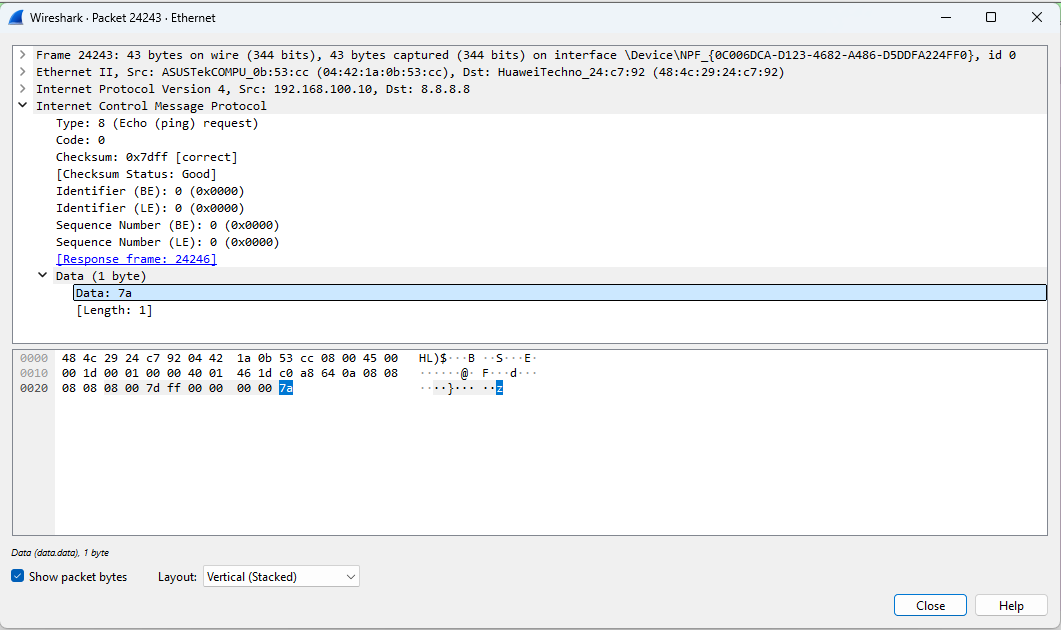 Wireshark · Packet 24243 · Ethernet
Frame 24243: 43 bytes on wire (344 bits), 43 bytes captured (344 bits) on interface \Device\NPF_{0C006DCA-D123-4682-A486-D5DDFA224FF0}, id 0
Ethernet II, Src: ASUSTekCOMPU_0b:53:cc (04:42:1a:0b:53:cc), Dst: HuaweiTechno_24:c7:92 (48:4c:29:24:c7:92)
Internet Protocol Version 4, Src: 192.168.100.10, Dst: 8.8.8.8
Internet Control Message Protocol
Type: 8 (Echo (ping) request)
Code: 0
Checksum: 0x7dff [correct]
[Checksum Status: Good]
Identifier (BE): 0 (0x0000)
Identifier (LE): 0 (0x0000)
Sequence Number (BE): 0 (0x0000)
Sequence Number (LE): 0 (0x0000)
[Response frame: 24246]
Data (1 byte)
Data: 7a
[Length: 1]
0000 48 4c 29 24 c7 92 04 42 1a 0b 53 cc 08 00 45 00 HL)$···B ··S···E·
0010 00 1d 00 01 00 00 40 01 46 1d c0 a8 64 0a 08 08 ······@· F···d···
0020 08 08 08 00 7d ff 00 00 00 00 7a ····}··· ··z
Data (data.data), 1 byte
Show packet bytes Layout: Vertical (Stacked)
Close Help